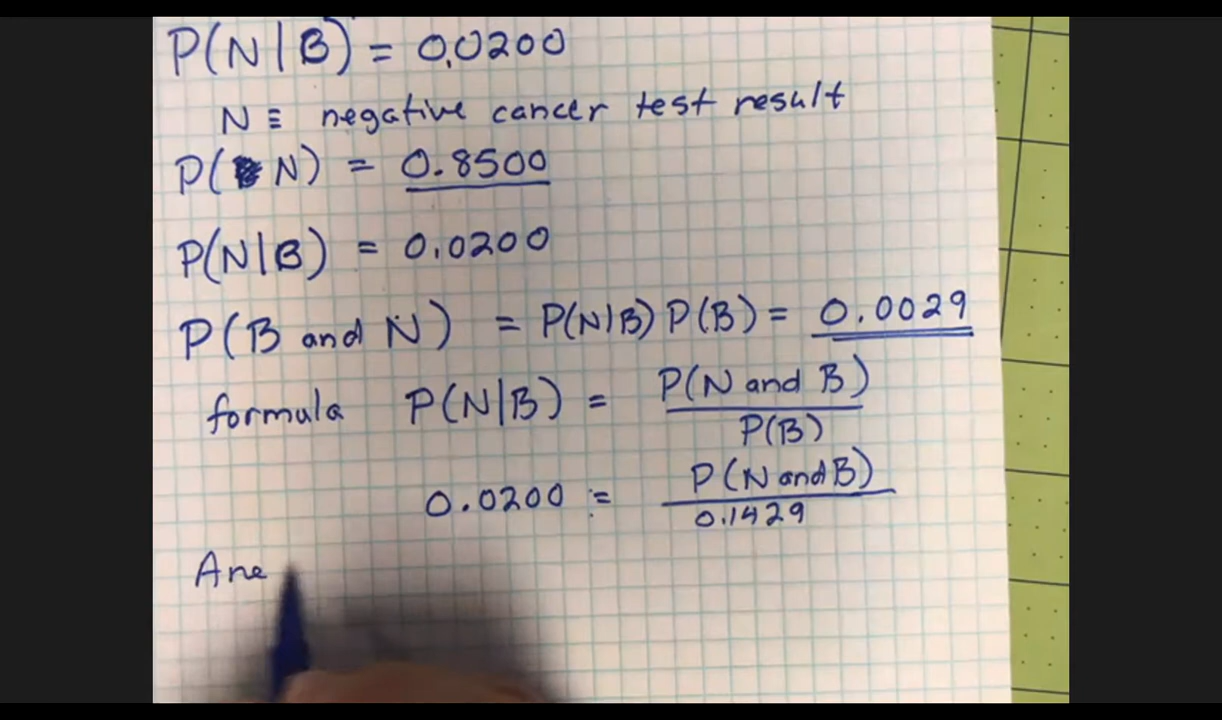 P(N|B) = 0.0200
N ≡ negative cancer test result
P( N) = 0.8500
P(N|B) = 0.0200
P(B and N) = P(N|B) P(B) = 0.0029
formula P(N|B) = P(N and B)
P(B)
0.0200 = P(N and B)
0.1429
Are